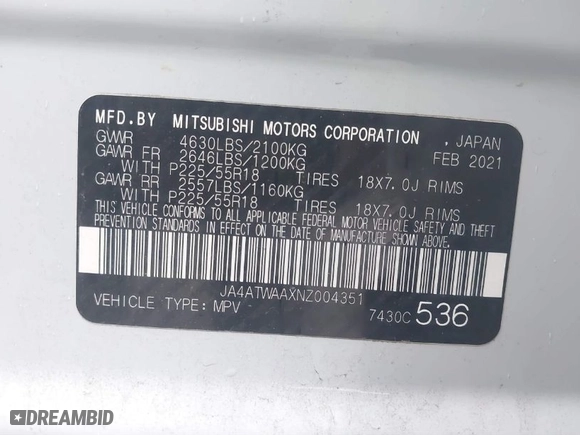 MFD.BY MITSUBISHI MOTORS CORPORATION , JAPAN
GVWR 4630LBS/2100KG FEB 2021
GAWR FR 2646LBS/1200KG
WITH P225/55R18 TIRES 18X7.0J RIMS
GAWR RR 2557LBS/1160KG
WITH P225/55R18 TIRES 18X7.0J RIMS
THIS VEHICLE CONFORMS TO ALL APPLICABLE FEDERAL MOTOR VEHICLE SAFETY AND THEFT
PREVENTION STANDARDS IN EFFECT ON THE DATE OF MANUFACTURE SHOWN ABOVE.
JA4ATWAAXNZ004351
VEHICLE TYPE: MPV 7430C 536
DREAMBID